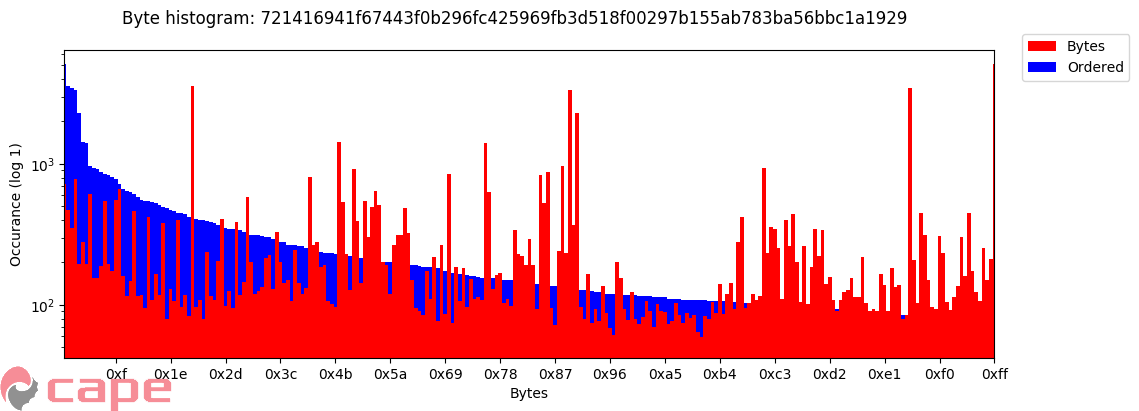 Byte histogram: 721416941f67443f0b296fc425969fb3d518f00297b155ab783ba56bbc1a1929
Bytes
Ordered
Occurance (log 1)
10³
10²
0xf 0x1e 0x2d 0x3c 0x4b 0x5a 0x69 0x78 0x87 0x96 0xa5 0xb4 0xc3 0xd2 0xe1 0xf0 0xff
Bytes
cape